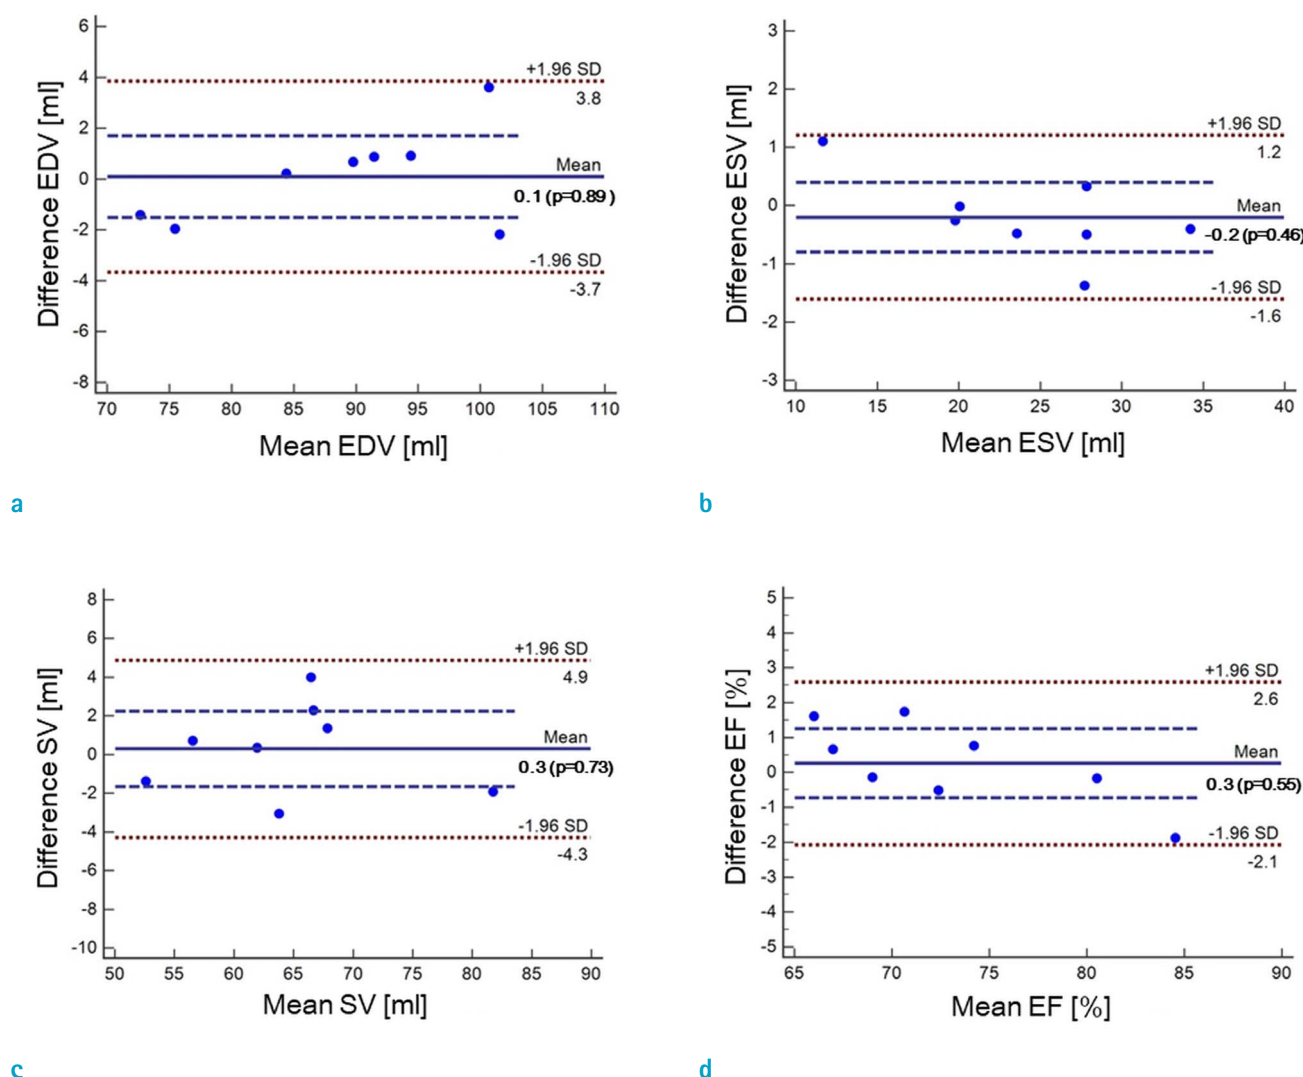 6
4
2
0
-2
-4
-6
-8
Difference EDV [ml]
+1.96 SD
3.8
Mean
0.1 (p=0.89)
-1.96 SD
-3.7
70 75 80 85 90 95 100 105 110
Mean EDV [ml]
a
3
2
1
0
-1
-2
-3
Difference ESV [ml]
+1.96 SD
1.2
Mean
-0.2 (p=0.46)
-1.96 SD
-1.6
10 15 20 25 30 35 40
Mean ESV [ml]
b
8
6
4
2
0
-2
-4
-6
-8
-10
Difference SV [ml]
+1.96 SD
4.9
Mean
0.3 (p=0.73)
-1.96 SD
-4.3
50 55 60 65 70 75 80 85 90
Mean SV [ml]
c
5
4
3
2
1
0
-1
-2
-3
-4
-5
Difference EF [%]
+1.96 SD
2.6
Mean
0.3 (p=0.55)
-1.96 SD
-2.1
65 70 75 80 85 90
Mean EF [%]
d